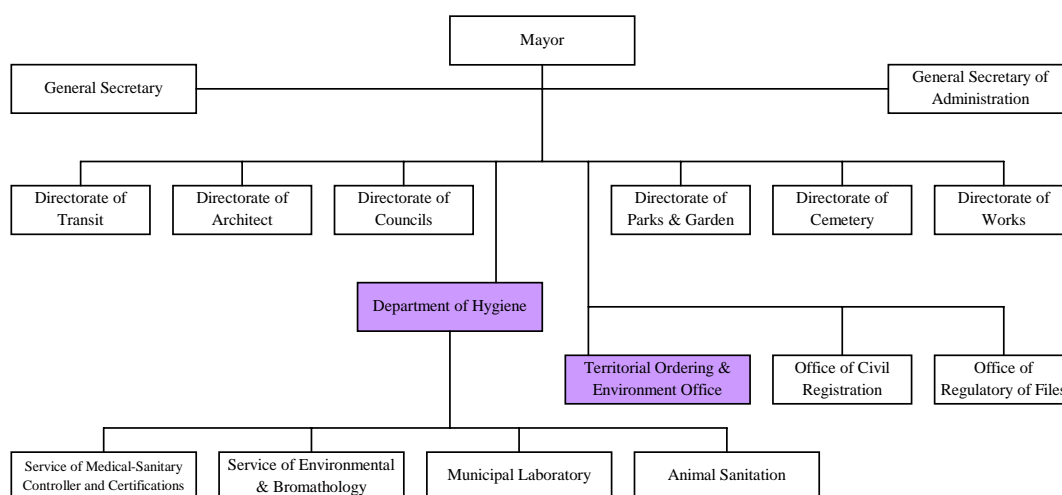 Mayor
General Secretary
General Secretary of
Administration
Directorate of
Transit
Directorate of
Architect
Directorate of
Councils
Directorate of
Parks & Garden
Directorate of
Cemetery
Directorate of
Works
Department of Hygiene
Territorial Ordering &
Environment Office
Office of Civil
Registration
Office of
Regulatory of Files
Service of Medical-Sanitary
Controller and Certifications
Service of Environmental
& Bromathology
Municipal Laboratory
Animal Sanitation